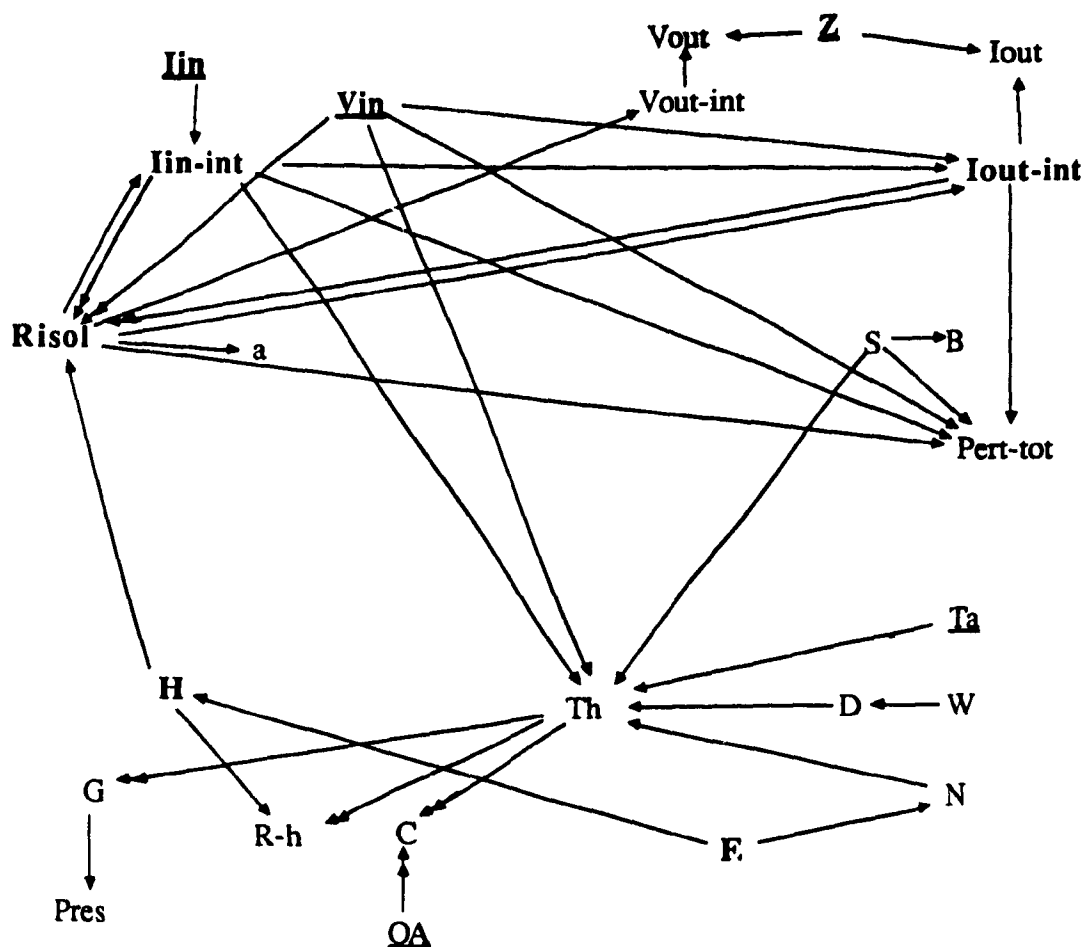 Vout Z Iout
Iin
Vin Vout-int
Iin-int Iout-int
Risol a S B
Pert-tot
Ta
H Th D W
G N
R-h C E
Pres OA